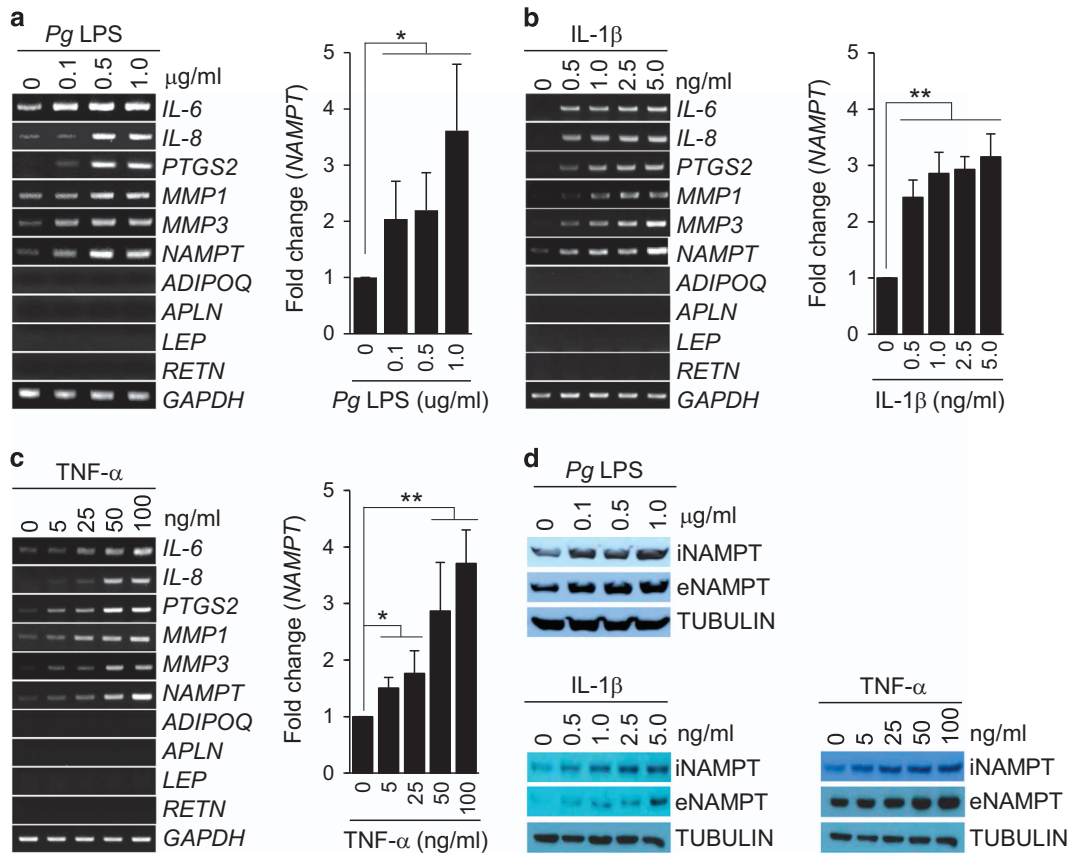 a
Pg LPS
0 0.1 0.5 1.0 μg/ml
IL-6
IL-8
PTGS2
MMP1
MMP3
NAMPT
ADIPOQ
APLN
LEP
RETN
GAPDH
Fold change (NAMPT)
5
4
3
2
1
0
*
0 0.1 0.5 1.0
Pg LPS (ug/ml)
b
IL-1β
0 0.5 1.0 2.5 5.0 ng/ml
IL-6
IL-8
PTGS2
MMP1
MMP3
NAMPT
ADIPOQ
APLN
LEP
RETN
GAPDH
Fold change (NAMPT)
5
4
3
2
1
0
**
0 0.5 1.0 2.5 5.0
IL-1β (ng/ml)
c
TNF-α
0 5 25 50 100 ng/ml
IL-6
IL-8
PTGS2
MMP1
MMP3
NAMPT
ADIPOQ
APLN
LEP
RETN
GAPDH
Fold change (NAMPT)
5
4
3
2
1
0
**
*
0 5 25 50 100
TNF-α (ng/ml)
d
Pg LPS
0 0.1 0.5 1.0 μg/ml
iNAMPT
eNAMPT
TUBULIN
IL-1β
0 0.5 1.0 2.5 5.0 ng/ml
iNAMPT
eNAMPT
TUBULIN
TNF-α
0 5 25 50 100 ng/ml
iNAMPT
eNAMPT
TUBULIN